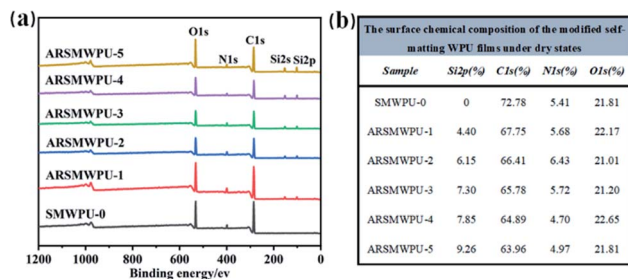 (a)
O1s
C1s
N1s
Si2s Si2p
ARSMWPU-5
ARSMWPU-4
ARSMWPU-3
ARSMWPU-2
ARSMWPU-1
SMWPU-0
1200 1000 800 600 400 200 0
Binding energy/ev
(b)
The surface chemical composition of the modified self-
matting WPU films under dry states
Sample Si2p(%) C1s(%) N1s(%) O1s(%)
SMWPU-0 0 72.78 5.41 21.81
ARSMWPU-1 4.40 67.75 5.68 22.17
ARSMWPU-2 6.15 66.41 6.43 21.01
ARSMWPU-3 7.30 65.78 5.72 21.20
ARSMWPU-4 7.85 64.89 4.70 22.65
ARSMWPU-5 9.26 63.96 4.97 21.81